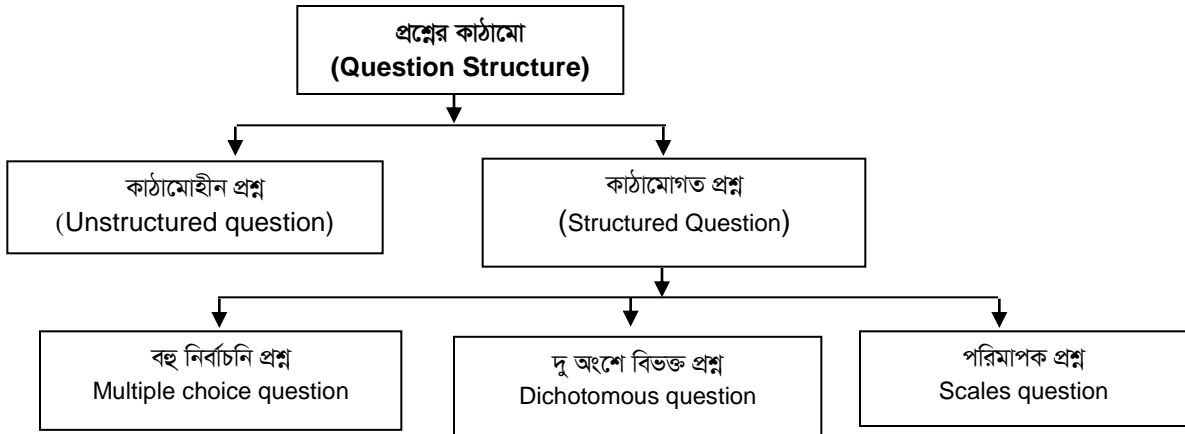 প্রশ্নের কাঠামো
(Question Structure)
কাঠামোহীন প্রশ্ন
(Unstructured question)
কাঠামোগত প্রশ্ন
(Structured Question)
বহু নির্বাচনি প্রশ্ন
Multiple choice question
দু অংশে বিভক্ত প্রশ্ন
Dichotomous question
পরিমাপক প্রশ্ন
Scales question